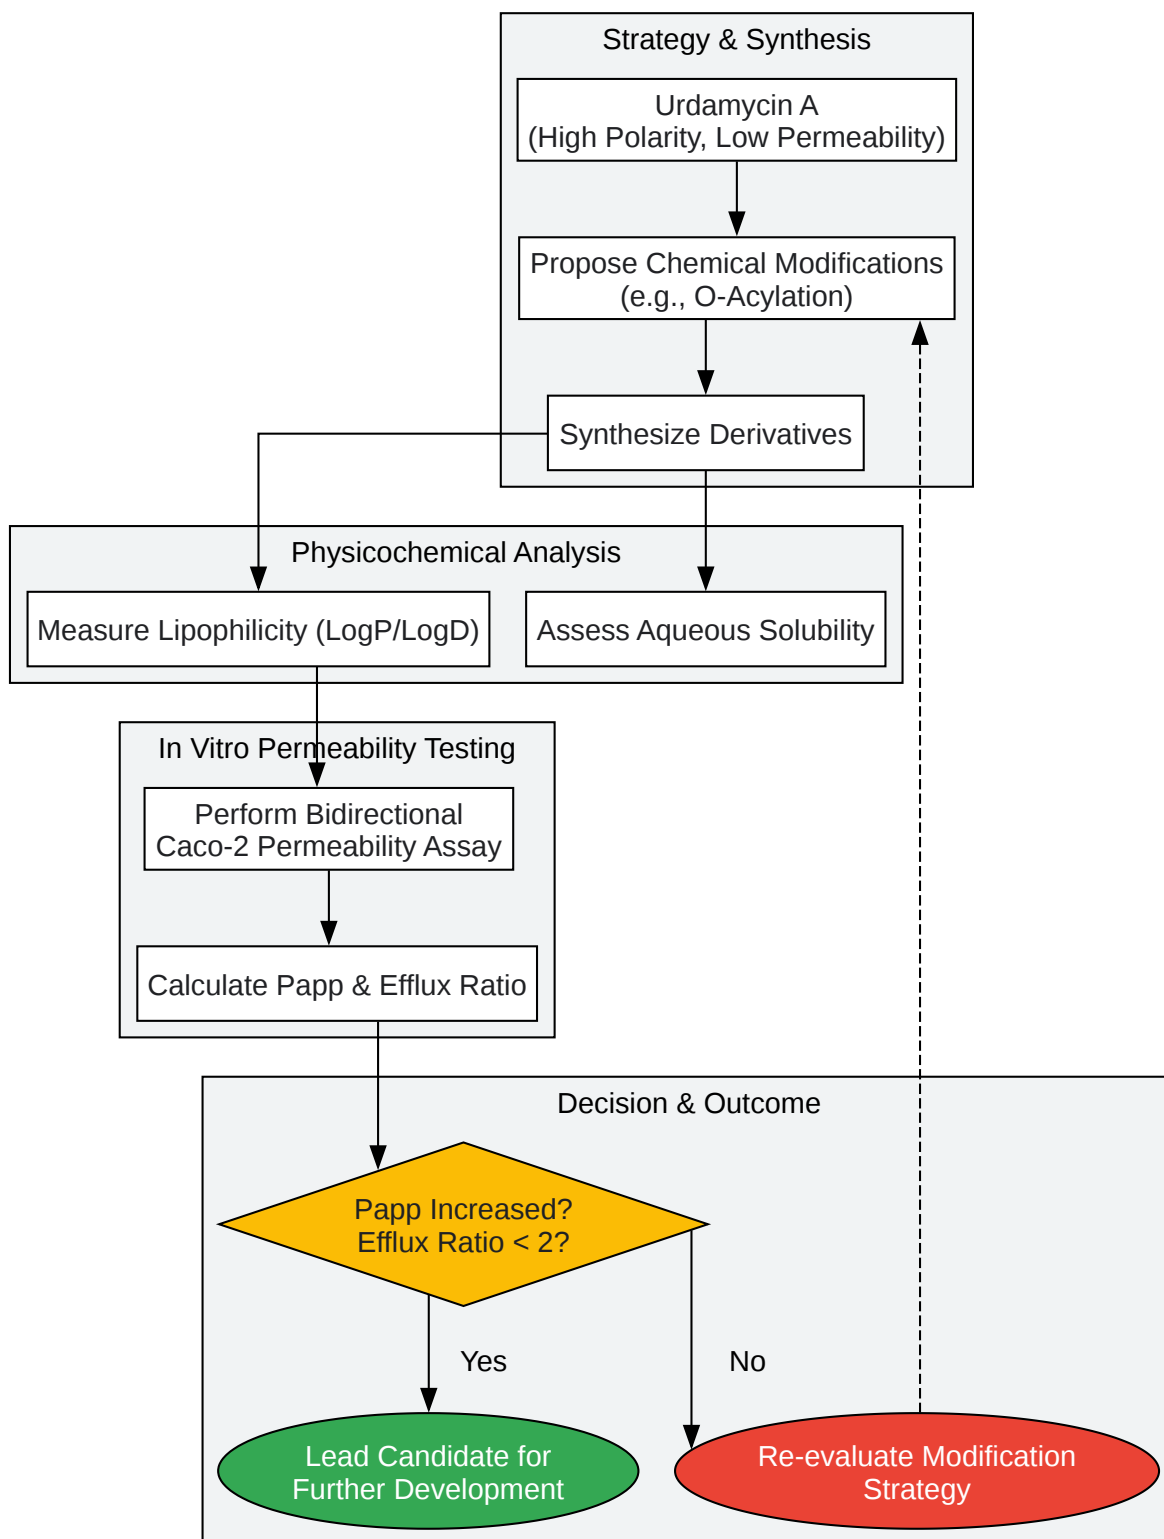 Strategy & Synthesis
Urdamycin A
(High Polarity, Low Permeability)
Propose Chemical Modifications
(e.g., O-Acylation)
Synthesize Derivatives
Physicochemical Analysis
Measure Lipophilicity (LogP/LogD)
Assess Aqueous Solubility
In Vitro Permeability Testing
Perform Bidirectional
Caco-2 Permeability Assay
Calculate Papp & Efflux Ratio
Decision & Outcome
Papp Increased?
Efflux Ratio < 2?
Yes
No
Lead Candidate for
Further Development
Re-evaluate Modification
Strategy